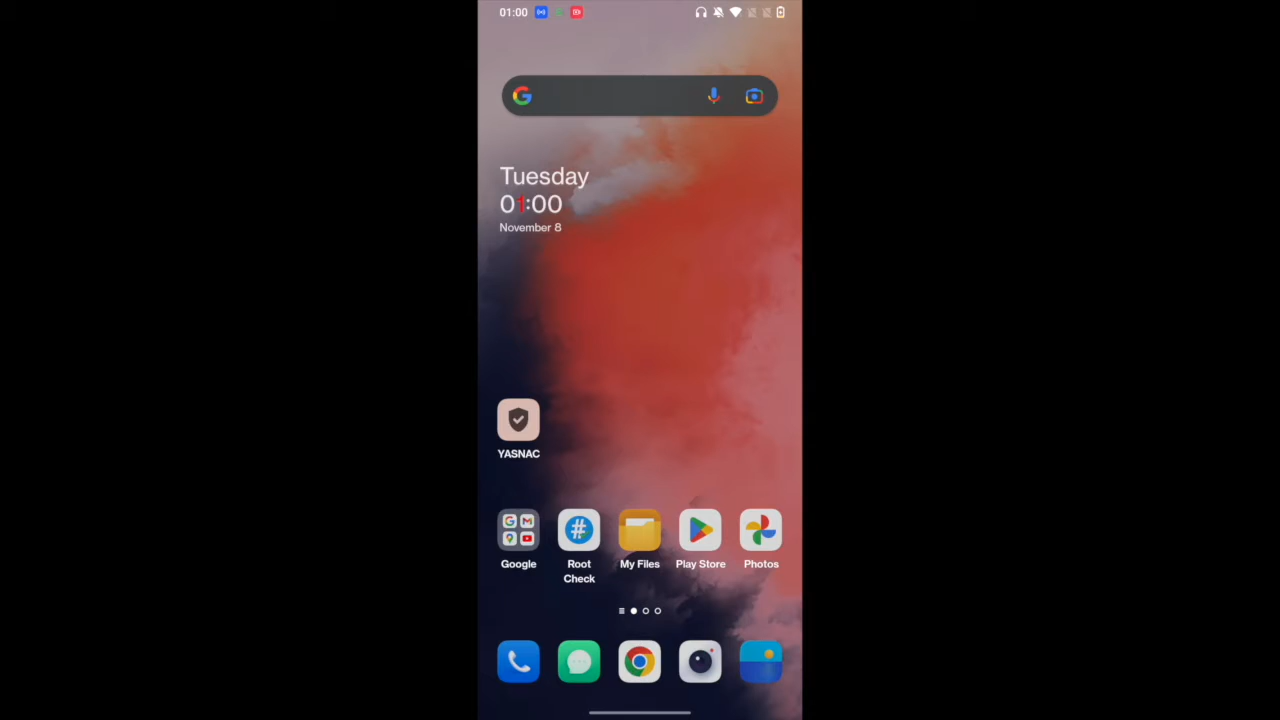 01:00
Tuesday
01:00
November 8
YASNAC
Google
Root
Check
My Files
Play Store
Photos